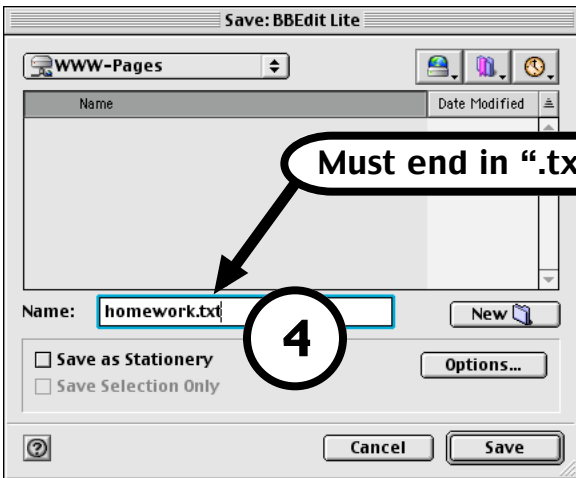 Save: BBEdit Lite
WWW-Pages
Name Date Modified
Must end in “.tx
Name: homework.txt New
4
Save as Stationery Options...
Save Selection Only
? Cancel Save